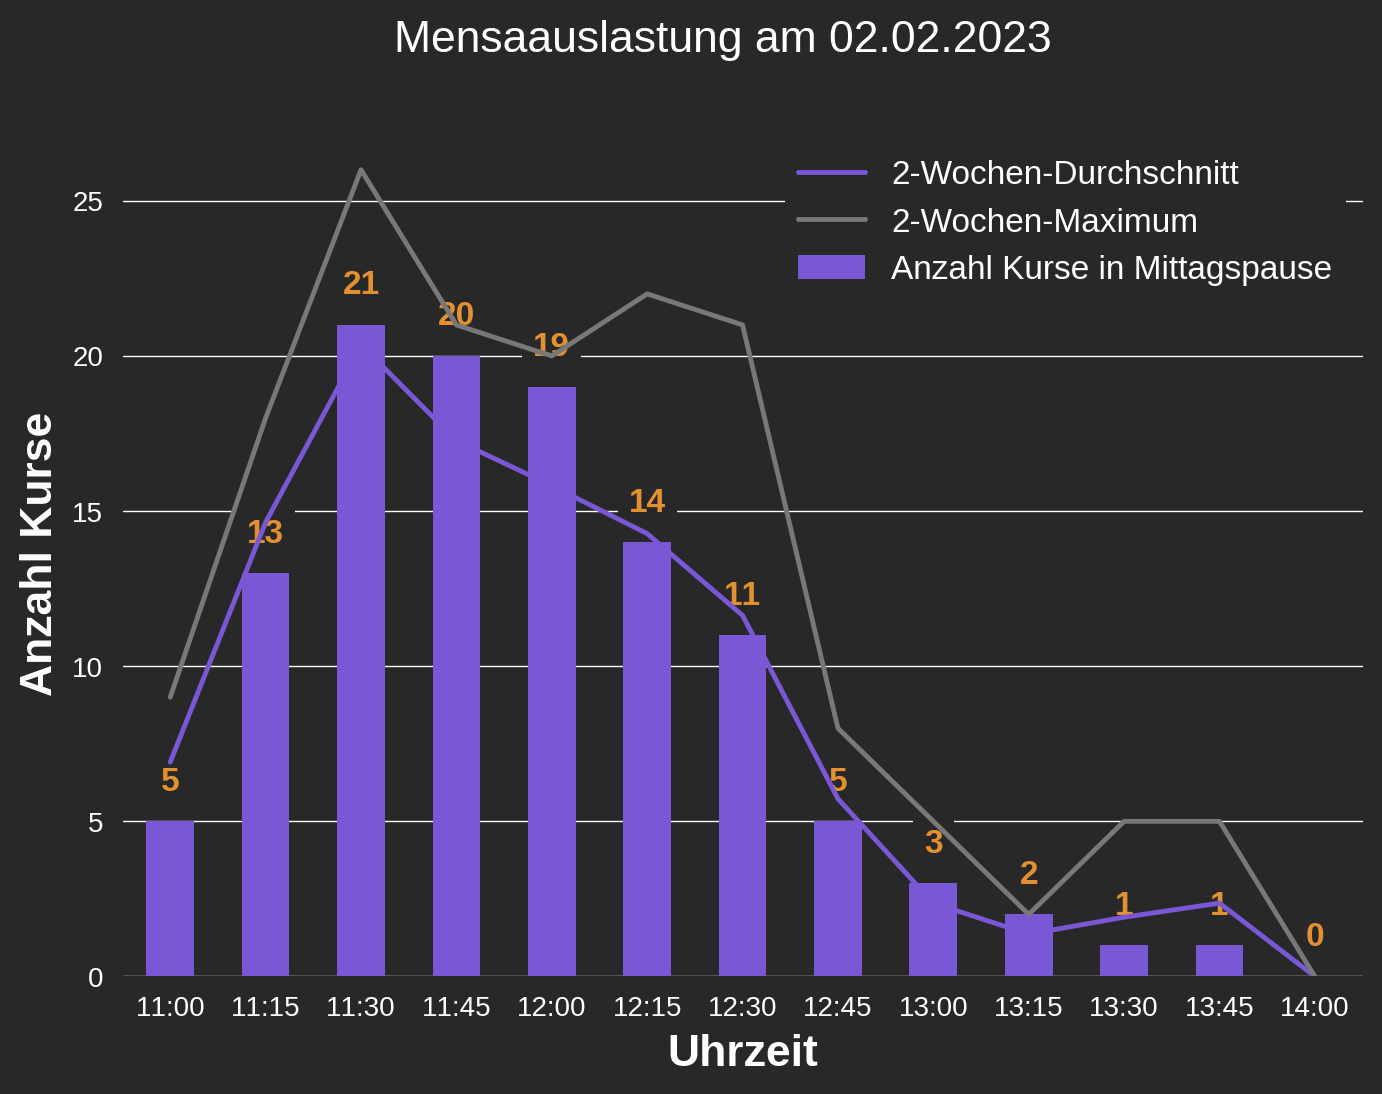 Mensaauslastung am 02.02.2023
2-Wochen-Durchschnitt
2-Wochen-Maximum
Anzahl Kurse in Mittagspause
Anzahl Kurse
25
20
15
10
5
0
5
13
21
20
19
14
11
5
3
2
1
1
0
11:00 11:15 11:30 11:45 12:00 12:15 12:30 12:45 13:00 13:15 13:30 13:45 14:00
Uhrzeit